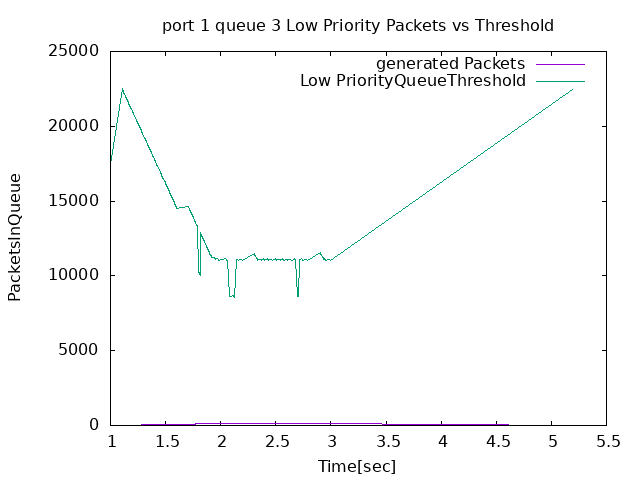 port 1 queue 3 Low Priority Packets vs Threshold
generated Packets
Low PriorityQueueThreshold
PacketsInQueue
25000
20000
15000
10000
5000
0
1 1.5 2 2.5 3 3.5 4 4.5 5 5.5
Time[sec]